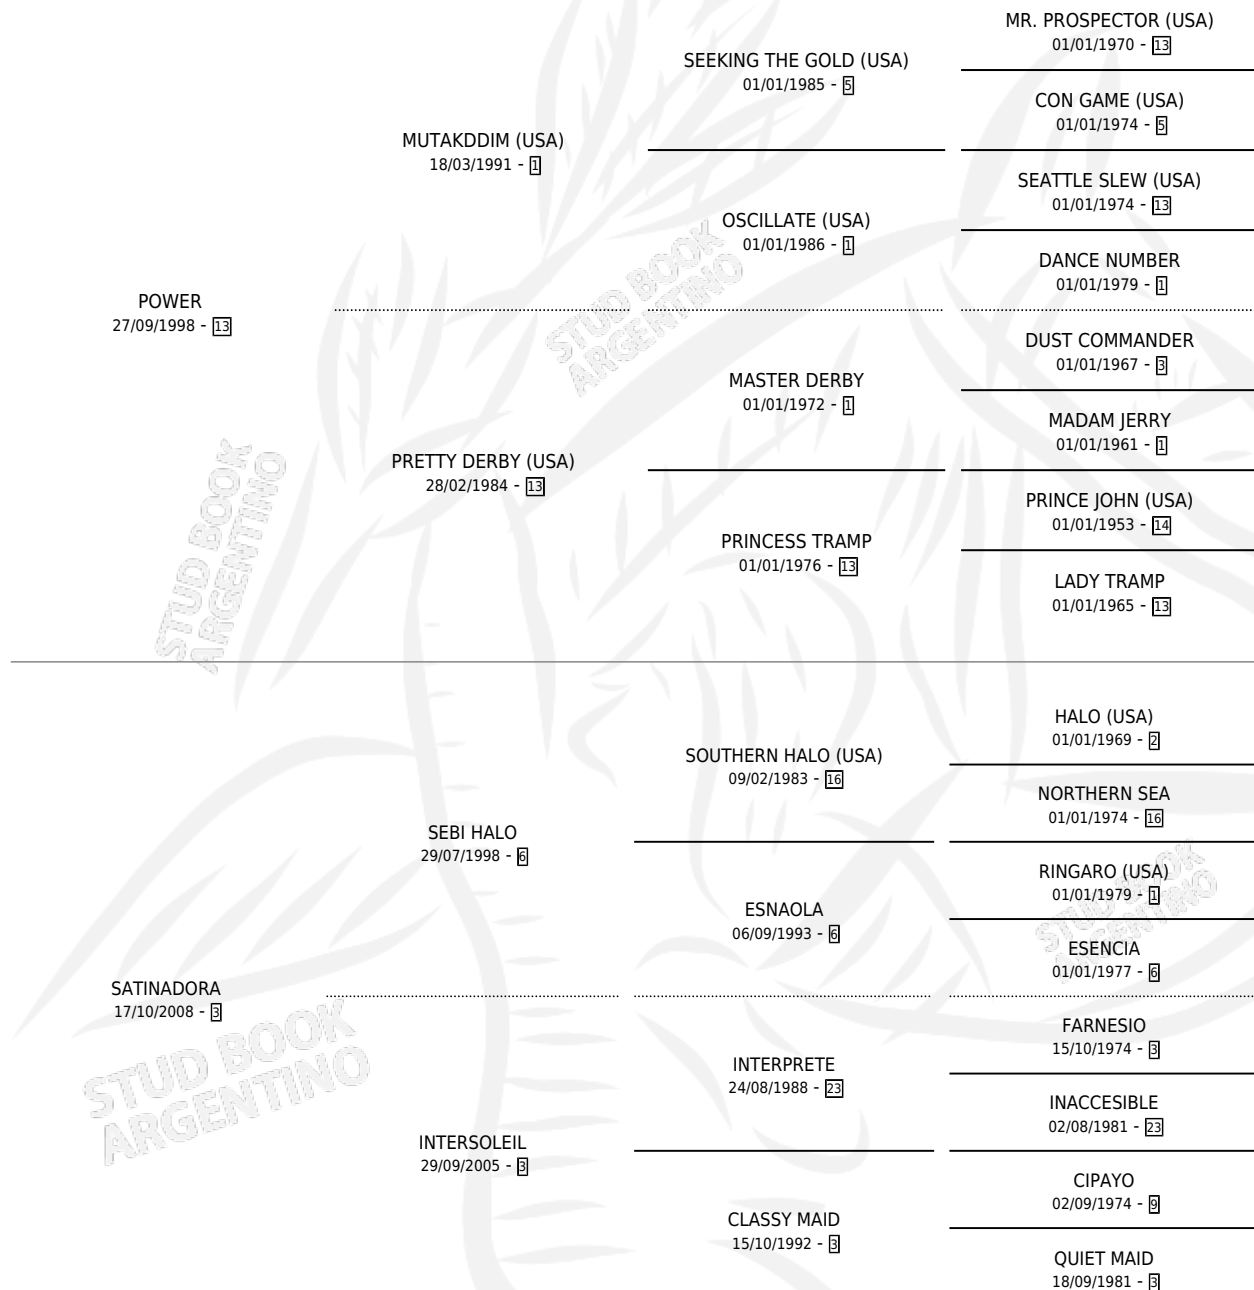 MR. PROSPECTOR (USA)
01/01/1970 - 13
SEEKING THE GOLD (USA)
01/01/1985 - 5
CON GAME (USA)
01/01/1974 - 5
MUTAKDDIM (USA)
18/03/1991 - 1
SEATTLE SLEW (USA)
01/01/1974 - 13
OSCILLATE (USA)
01/01/1986 - 1
DANCE NUMBER
01/01/1979 - 1
POWER
27/09/1998 - 13
STUD BOOK
ARGENTINO
DUST COMMANDER
01/01/1967 - 3
MASTER DERBY
01/01/1972 - 1
MADAM JERRY
01/01/1961 - 1
PRETTY DERBY (USA)
28/02/1984 - 13
PRINCE JOHN (USA)
01/01/1953 - 14
PRINCESS TRAMP
01/01/1976 - 13
LADY TRAMP
01/01/1965 - 13
STUD BOOK
ARGENTINO
HALO (USA)
01/01/1969 - 2
SOUTHERN HALO (USA)
09/02/1983 - 16
NORTHERN SEA
01/01/1974 - 16
SEBI HALO
29/07/1998 - 6
RINGARO (USA)
01/01/1979 - 1
ESNAOLA
06/09/1993 - 6
STUD BOOK
ARGENTINO
ESENCIA
01/01/1977 - 6
SATINADORA
17/10/2008 - 3
FARNESIO
15/10/1974 - 3
INTERPRETE
24/08/1988 - 23
STUD BOOK
ARGENTINO
INACCESIBLE
02/08/1981 - 23
INTERSOLEIL
29/09/2005 - 3
CIPAYO
02/09/1974 - 9
CLASSY MAID
15/10/1992 - 3
QUIET MAID
18/09/1981 - 3